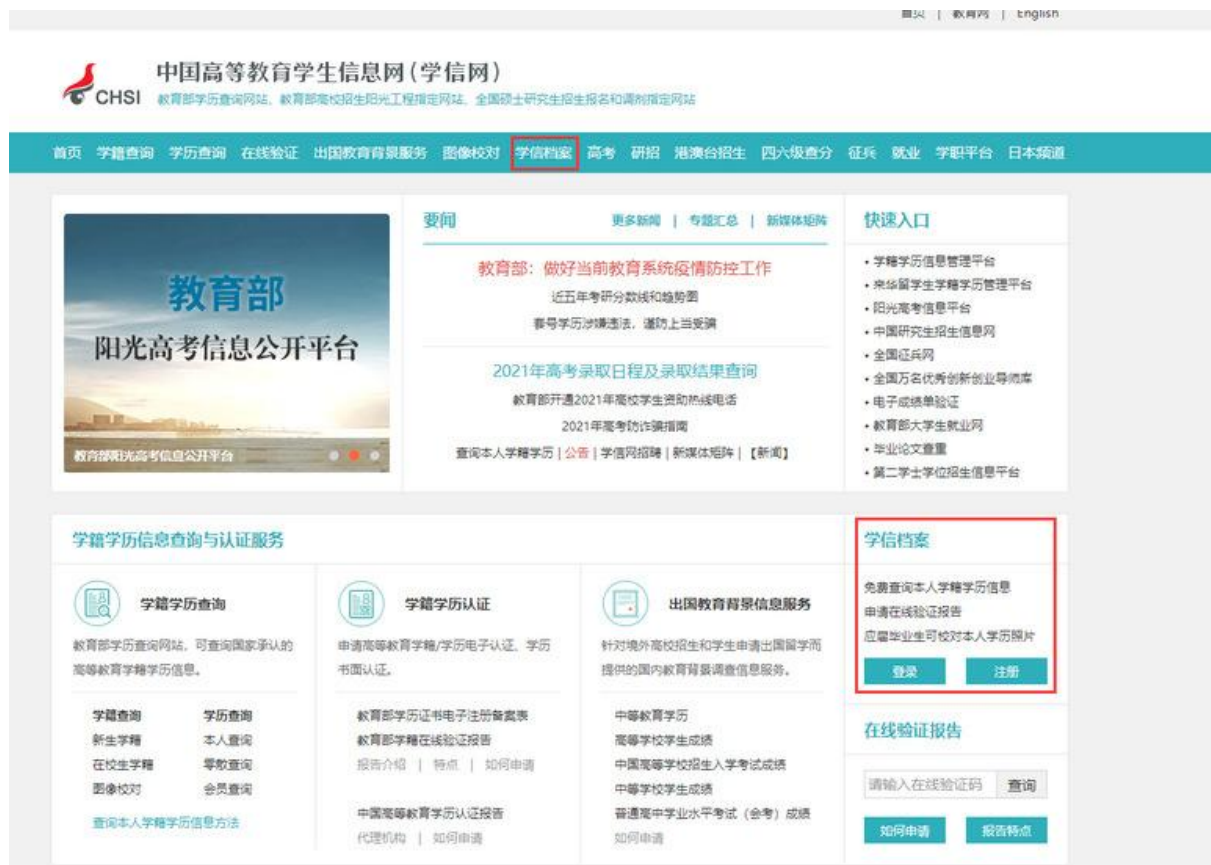 首页 | 教育网 | English
CHSI
中国高等教育学生信息网(学信网)
教育部学历查询网站、教育部高校招生阳光工程指定网站、全国硕士研究生招生报名和调剂指定网站
首页 学籍查询 学历查询 在线验证 出国教育背景服务 图像校对 学信档案 高考 研招 港澳台招生 四六级查分 征兵 就业 学职平台 日本频道
教育部
阳光高考信息公开平台
教育部阳光高考信息公开平台
要闻
更多新闻 | 专题汇总 | 新媒体矩阵
教育部：做好当前教育系统疫情防控工作
近五年考研分数线和趋势图
套号学历涉嫌违法，谨防上当受骗
2021年高考录取日程及录取结果查询
教育部开通2021年高校学生资助热线电话
2021年高考防诈骗指南
查询本人学籍学历 | 公告 | 学信网招聘 | 新媒体矩阵 | 【新闻】
快速入口
• 学籍学历信息管理平台
• 来华留学生学籍学历管理平台
• 阳光高考信息平台
• 中国研究生招生信息网
• 全国征兵网
• 全国万名优秀创新创业导师库
• 电子成绩单验证
• 教育部大学生就业网
• 毕业论文查重
• 第二学士学位招生信息平台
学籍学历信息查询与认证服务
学籍学历查询
教育部学历查询网站，可查询国家承认的
高等教育学籍学历信息。
学籍查询 学历查询
新生学籍 本人查询
在校生学籍 零散查询
图像校对 会员查询
查询本人学籍学历信息方法
学籍学历认证
申请高等教育学籍/学历电子认证、学历
书面认证。
教育部学历证书电子注册备案表
教育部学籍在线验证报告
报告介绍 | 特点 | 如何申请
中国高等教育学历认证报告
代理机构 | 如何申请
出国教育背景信息服务
针对境外高校招生和学生申请出国留学而
提供的国内教育背景调查信息服务。
中等教育学历
高等学校学生成绩
中国高等学校招生入学考试成绩
中等学校学生成绩
普通高中学业水平考试（会考）成绩
如何申请
学信档案
免费查询本人学籍学历信息
申请在线验证报告
应届毕业生可校对本人学历照片
登录 注册
在线验证报告
请输入在线验证码 查询
如何申请 报告特点